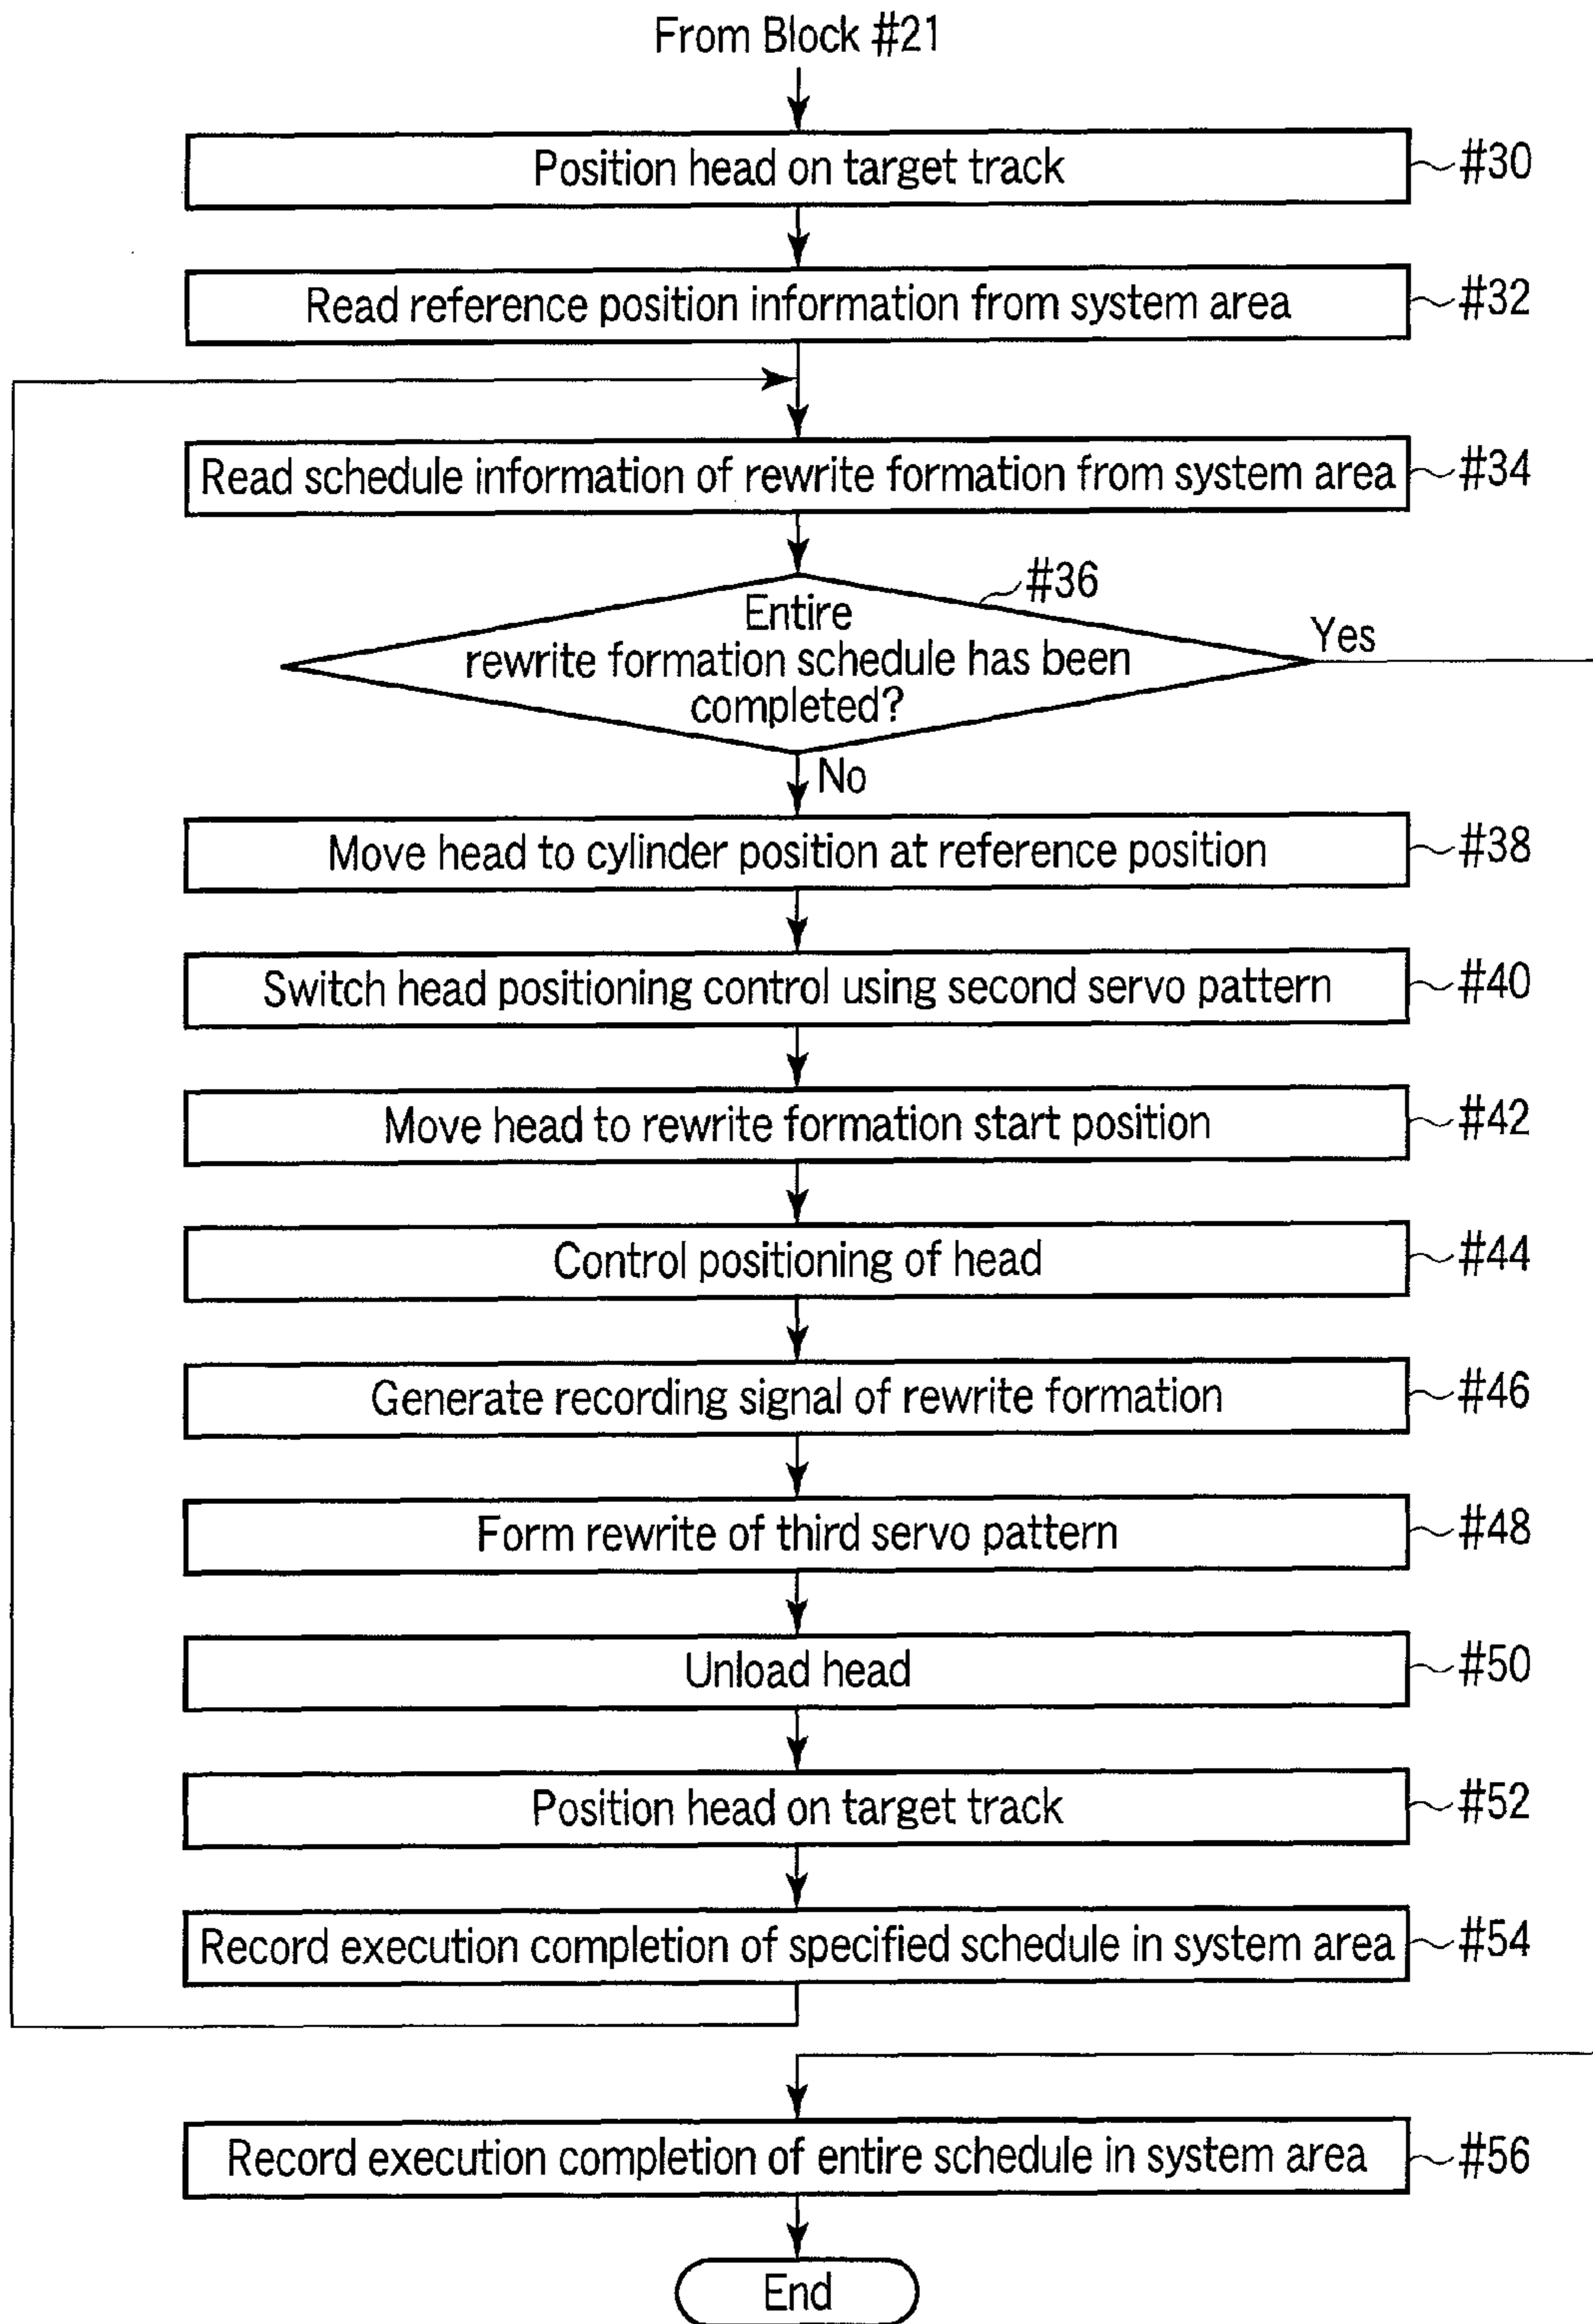 From Block #21
Position head on target track
#30
Read reference position information from system area
#32
Read schedule information of rewrite formation from system area
#34
#36
Entire
rewrite formation schedule has been
completed?
Yes
No
Move head to cylinder position at reference position
#38
Switch head positioning control using second servo pattern
#40
Move head to rewrite formation start position
#42
Control positioning of head
#44
Generate recording signal of rewrite formation
#46
Form rewrite of third servo pattern
#48
Unload head
#50
Position head on target track
#52
Record execution completion of specified schedule in system area
#54
Record execution completion of entire schedule in system area
#56
End